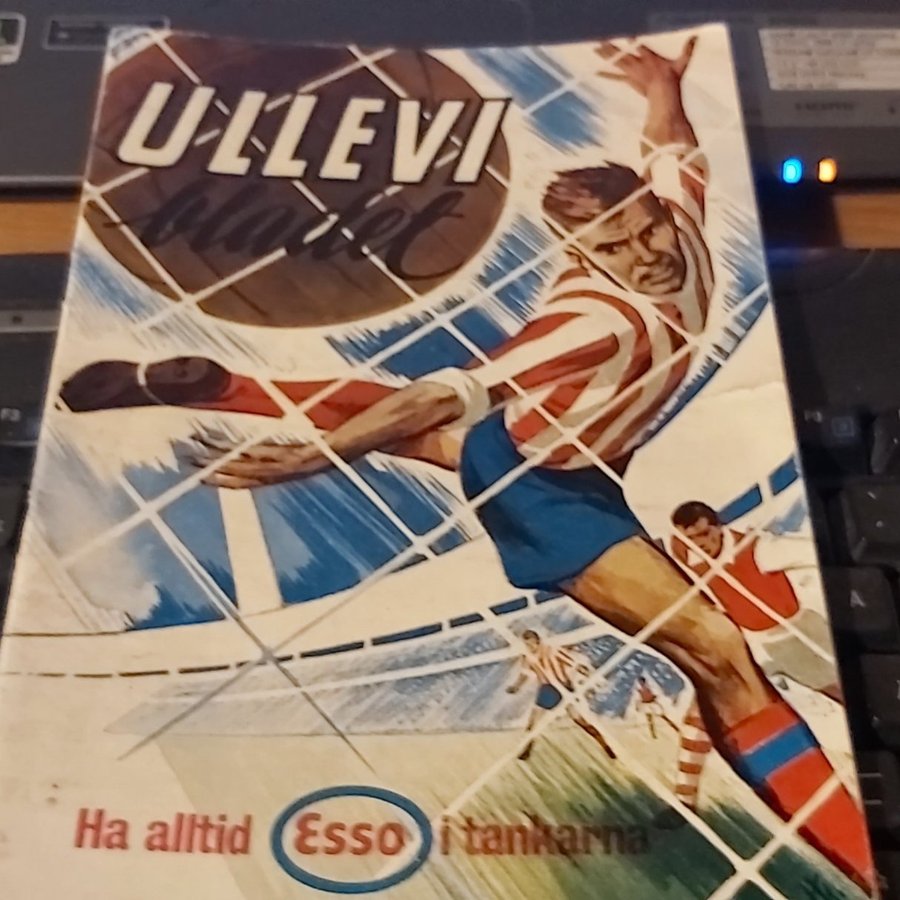 ULLEVI
bladet
Ha alltid Esso i tankarna